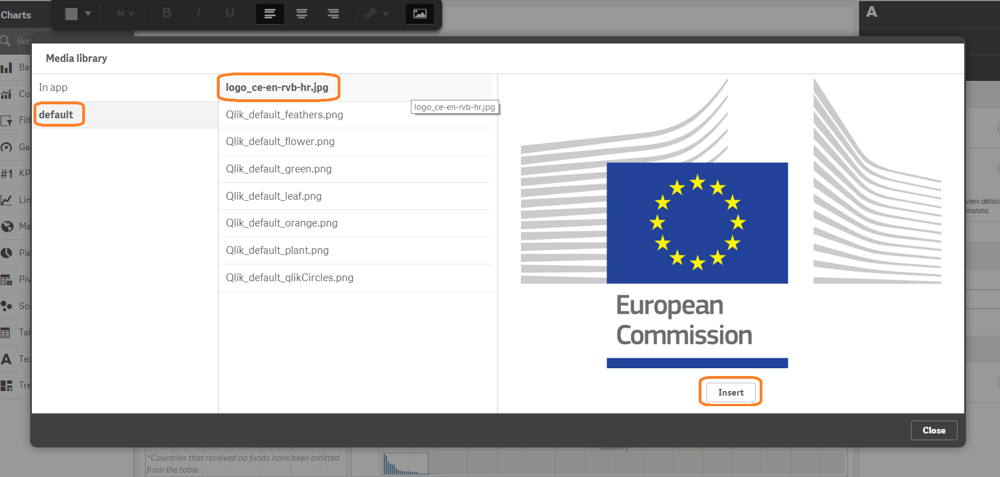 Charts
M
B I U
A
Sec
Media library
In app
default
logo_ce-en-rvb-hr.jpg
logo_ce-en-rvb-hr.jpg
Qlik_default_feathers.png
Qlik_default_flower.png
Qlik_default_green.png
Qlik_default_leaf.png
Qlik_default_orange.png
Qlik_default_plant.png
Qlik_default_qlikCircles.png
European
Commission
Insert
Close
Ba
Co
Filt
Ga
#1 KP
Lin
Ma
Pie
Piv
Sca
Tab
A Tex
Tre
view details
ensions.
Country
*Countries that received no funds have been omitted
from the table